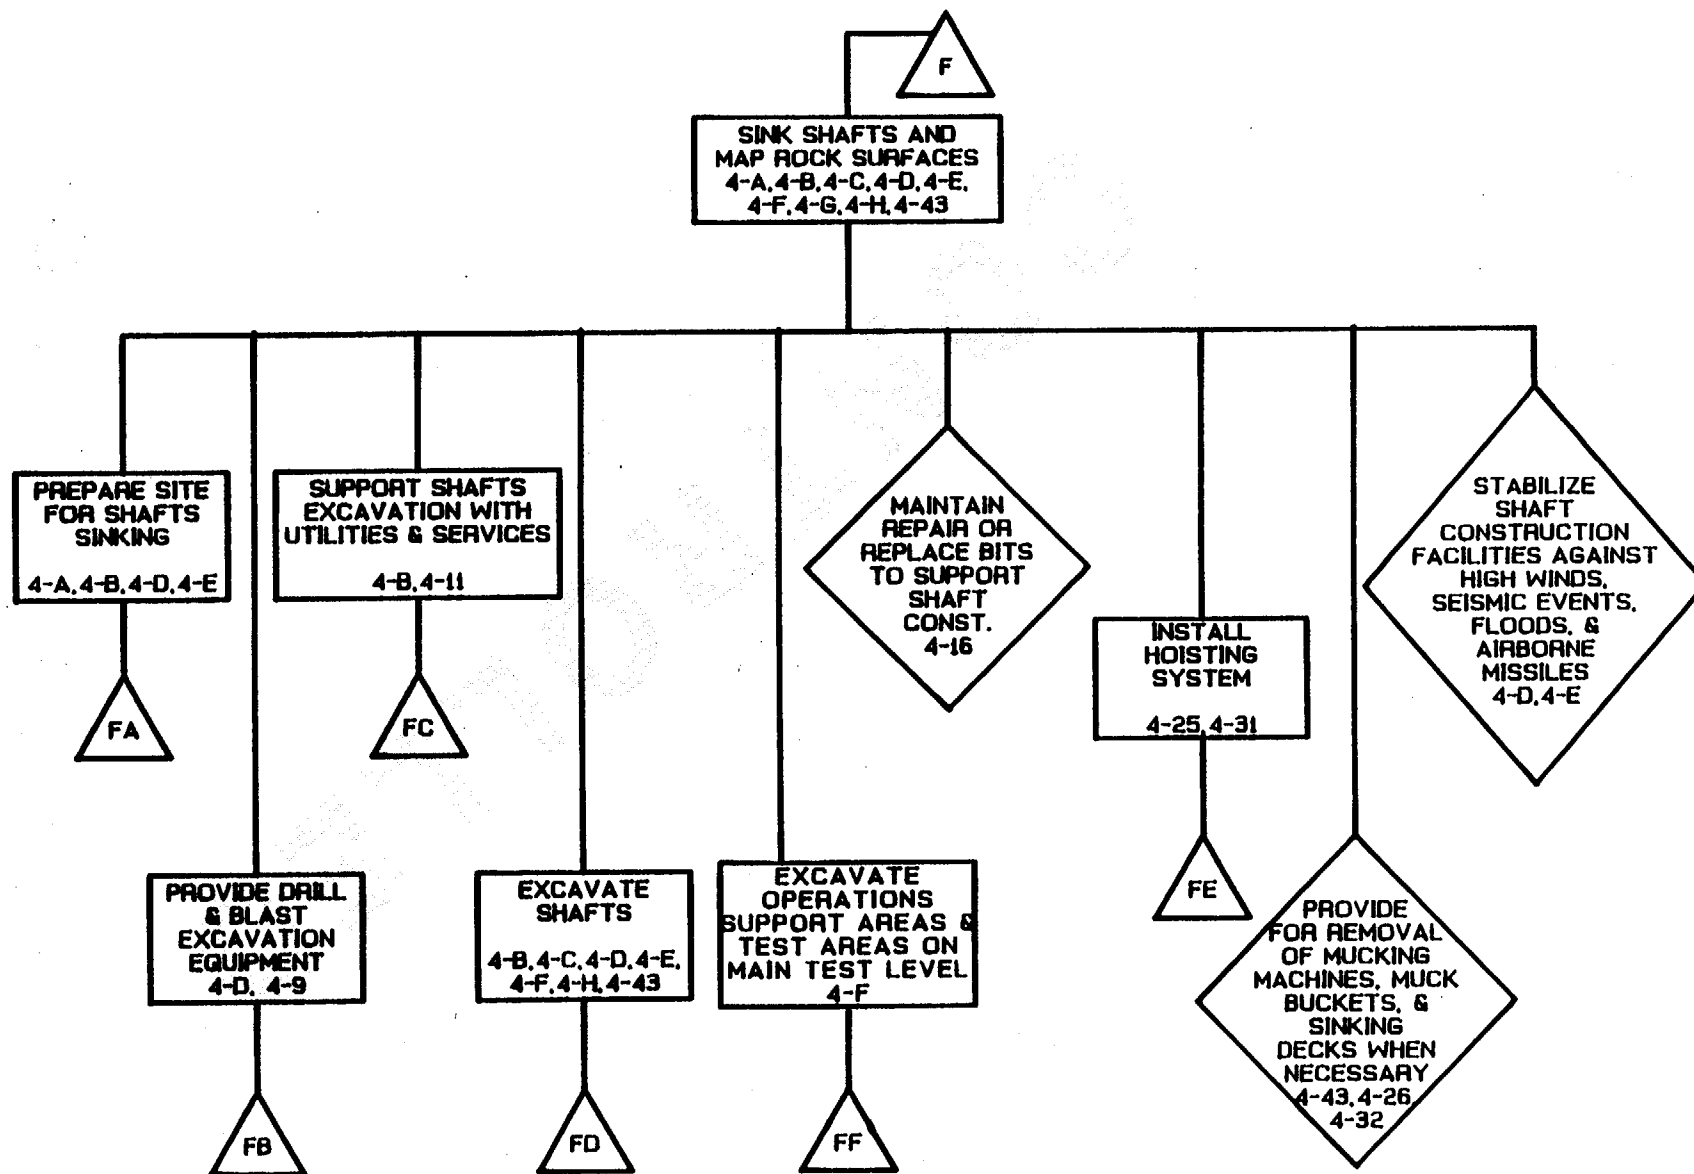 F
SINK SHAFTS AND
MAP ROCK SURFACES
4-A, 4-B, 4-C, 4-D, 4-E,
4-F, 4-G, 4-H, 4-43
PREPARE SITE
FOR SHAFTS
SINKING
4-A, 4-B, 4-D, 4-E
FA
PROVIDE DRILL
& BLAST
EXCAVATION
EQUIPMENT
4-D, 4-9
FB
SUPPORT SHAFTS
EXCAVATION WITH
UTILITIES & SERVICES
4-B, 4-11
FC
EXCAVATE
SHAFTS
4-B, 4-C, 4-D, 4-E,
4-F, 4-H, 4-43
FD
EXCAVATE
OPERATIONS
SUPPORT AREAS &
TEST AREAS ON
MAIN TEST LEVEL
4-F
FF
MAINTAIN
REPAIR OR
REPLACE BITS
TO SUPPORT
SHAFT
CONST.
4-16
INSTALL
HOISTING
SYSTEM
4-25, 4-31
FE
PROVIDE
FOR REMOVAL
OF MUCKING
MACHINES, MUCK
BUCKETS, &
SINKING
DECKS WHEN
NECESSARY
4-43, 4-26,
4-32
STABILIZE
SHAFT
CONSTRUCTION
FACILITIES AGAINST
HIGH WINDS,
SEISMIC EVENTS,
FLOODS, &
AIRBORNE
MISSILES
4-D, 4-E